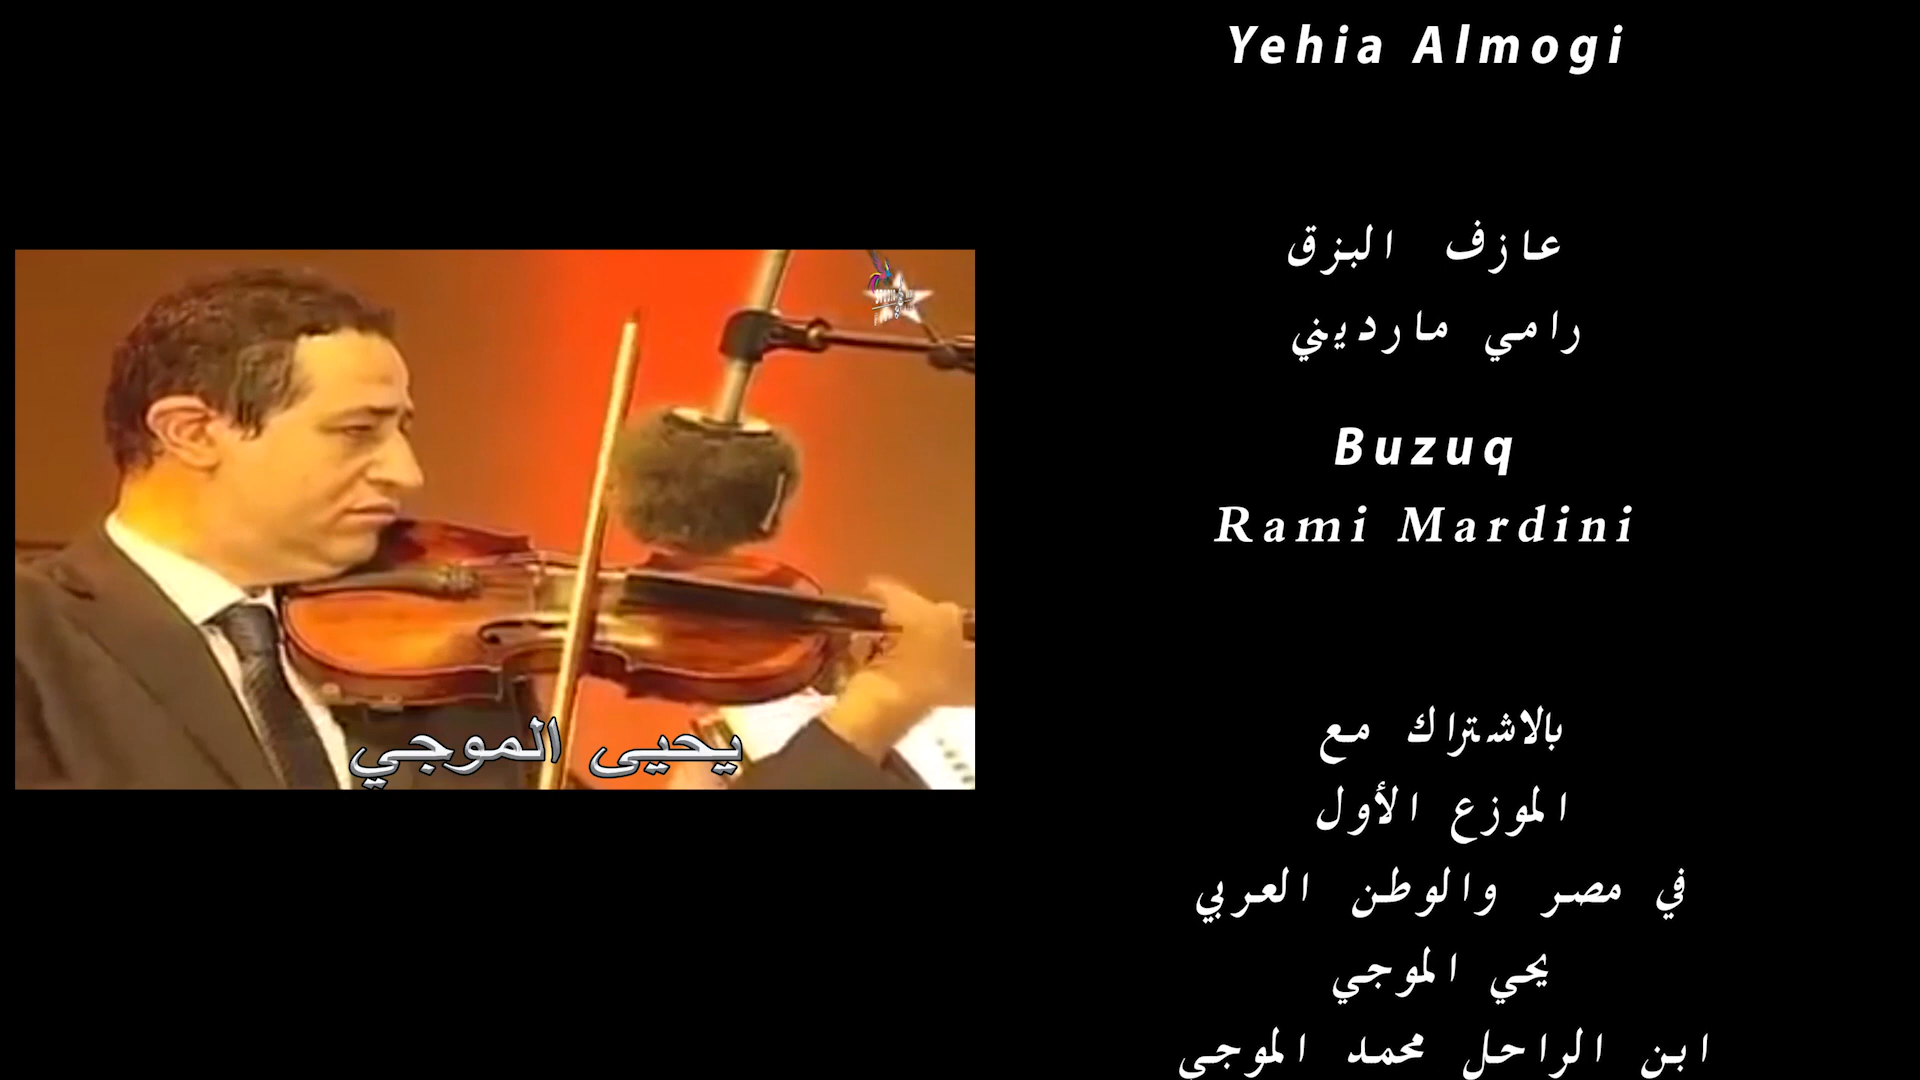 Yehia Almogi
عازف البزق
رامي مارديني
Buzuq
Rami Mardini
بالاشتراك مع
الموزع الأول
في مصر والوطن العربي
يحي الموجي
ابن الراحل محمد الموجي
يحيى الموجي